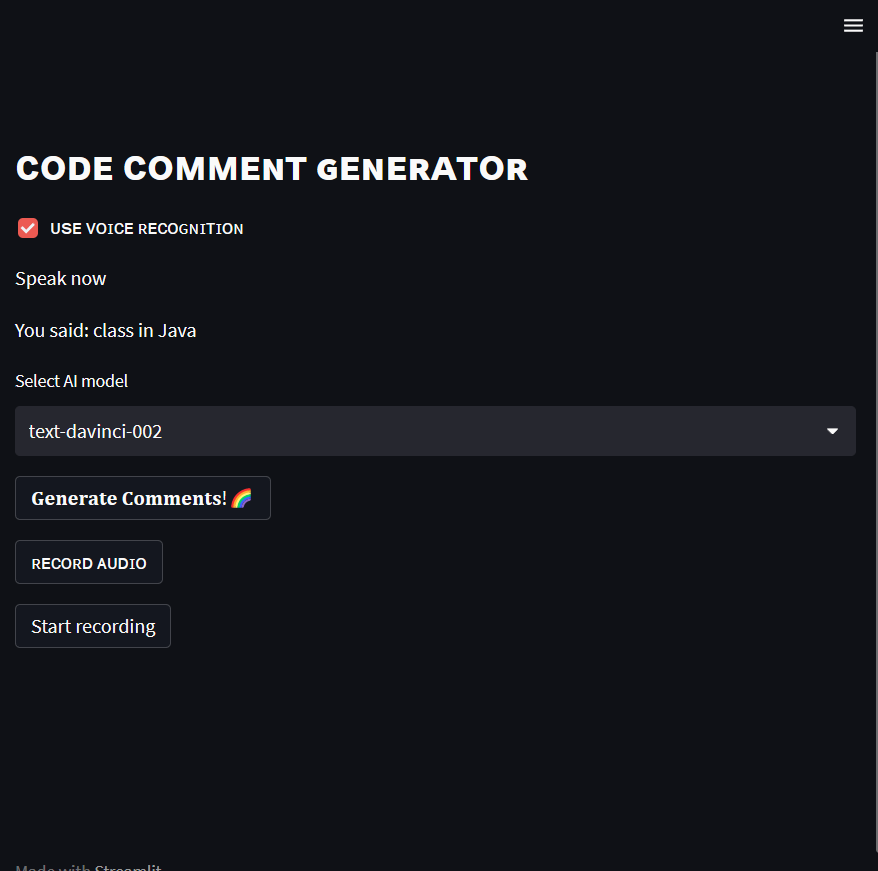 CODE COMMENT GENERATOR
USE VOICE RECOGNITION
Speak now
You said: class in Java
Select AI model
text-davinci-002
Generate Comments!🌈
RECORD AUDIO
Start recording
Made with Streamlit